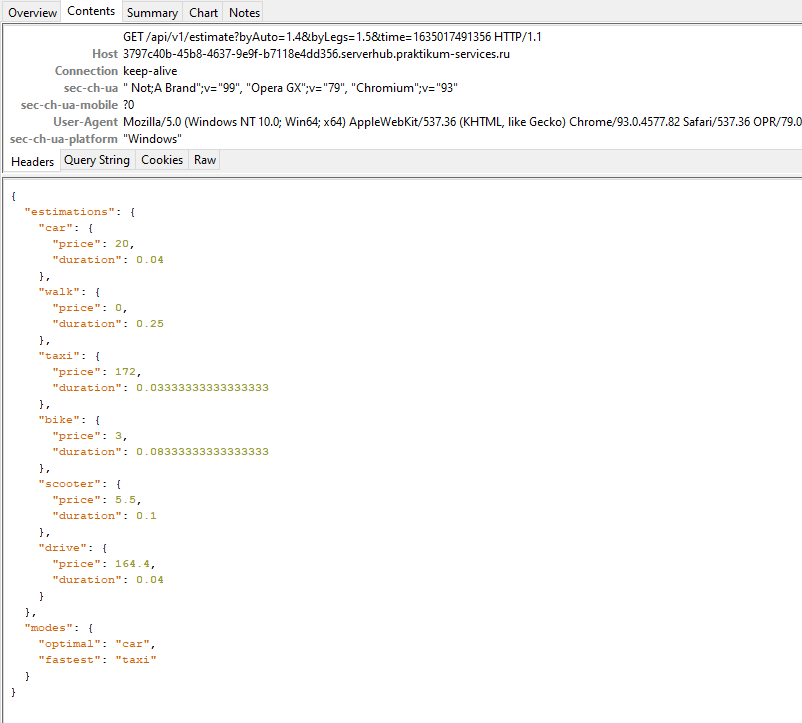 Overview Contents Summary Chart Notes
GET /api/v1/estimate?byAuto=1.4&byLegs=1.5&time=1635017491356 HTTP/1.1
Host 3797c40b-45b8-4637-9e9f-b7118e4dd356.serverhub.praktikum-services.ru
Connection keep-alive
sec-ch-ua " Not;A Brand";v="99", "Opera GX";v="79", "Chromium";v="93"
sec-ch-ua-mobile ?0
User-Agent Mozilla/5.0 (Windows NT 10.0; Win64; x64) AppleWebKit/537.36 (KHTML, like Gecko) Chrome/93.0.4577.82 Safari/537.36 OPR/79.0
sec-ch-ua-platform "Windows"
Headers Query String Cookies Raw
{
"estimations": {
"car": {
"price": 20,
"duration": 0.04
},
"walk": {
"price": 0,
"duration": 0.25
},
"taxi": {
"price": 172,
"duration": 0.03333333333333333
},
"bike": {
"price": 3,
"duration": 0.08333333333333333
},
"scooter": {
"price": 5.5,
"duration": 0.1
},
"drive": {
"price": 164.4,
"duration": 0.04
}
},
"modes": {
"optimal": "car",
"fastest": "taxi"
}
}